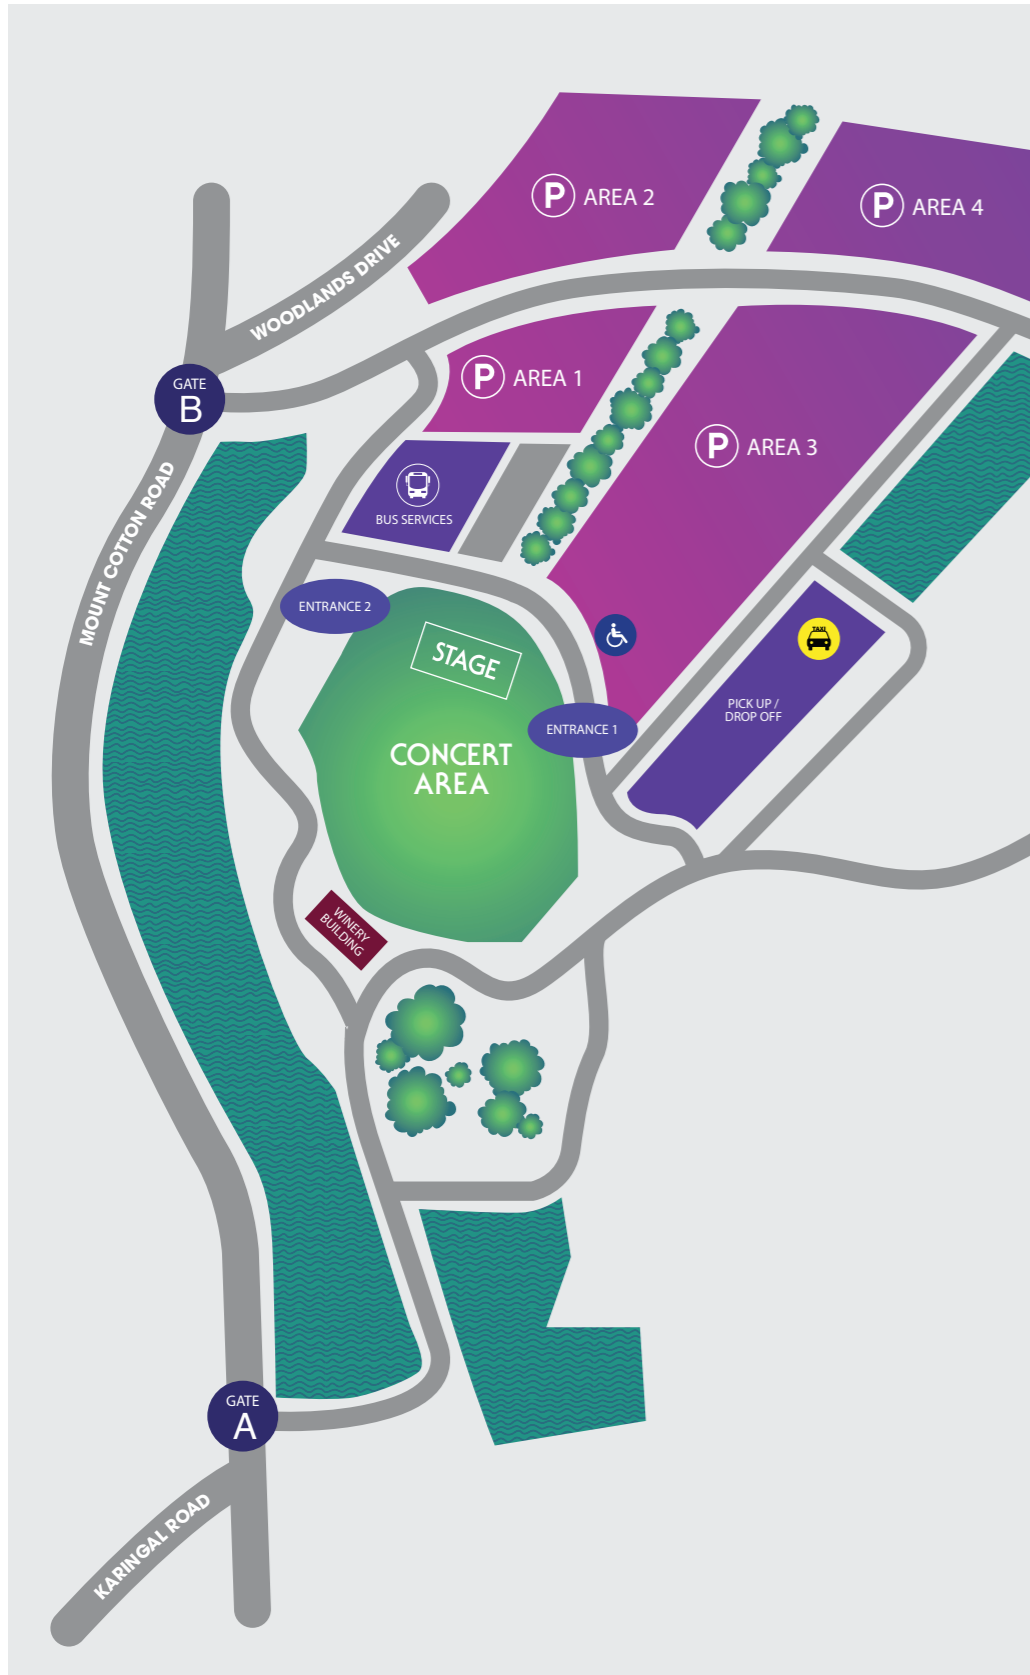 P AREA 2
P AREA 4
WOODLANDS DRIVE
P AREA 1
GATE
B
P AREA 3
BUS SERVICES
MOUNT COTTON ROAD
ENTRANCE 2
TAXI
STAGE
PICK UP /
DROP OFF
ENTRANCE 1
CONCERT
AREA
WINERY
BUILDING
GATE
A
KARINGAL ROAD